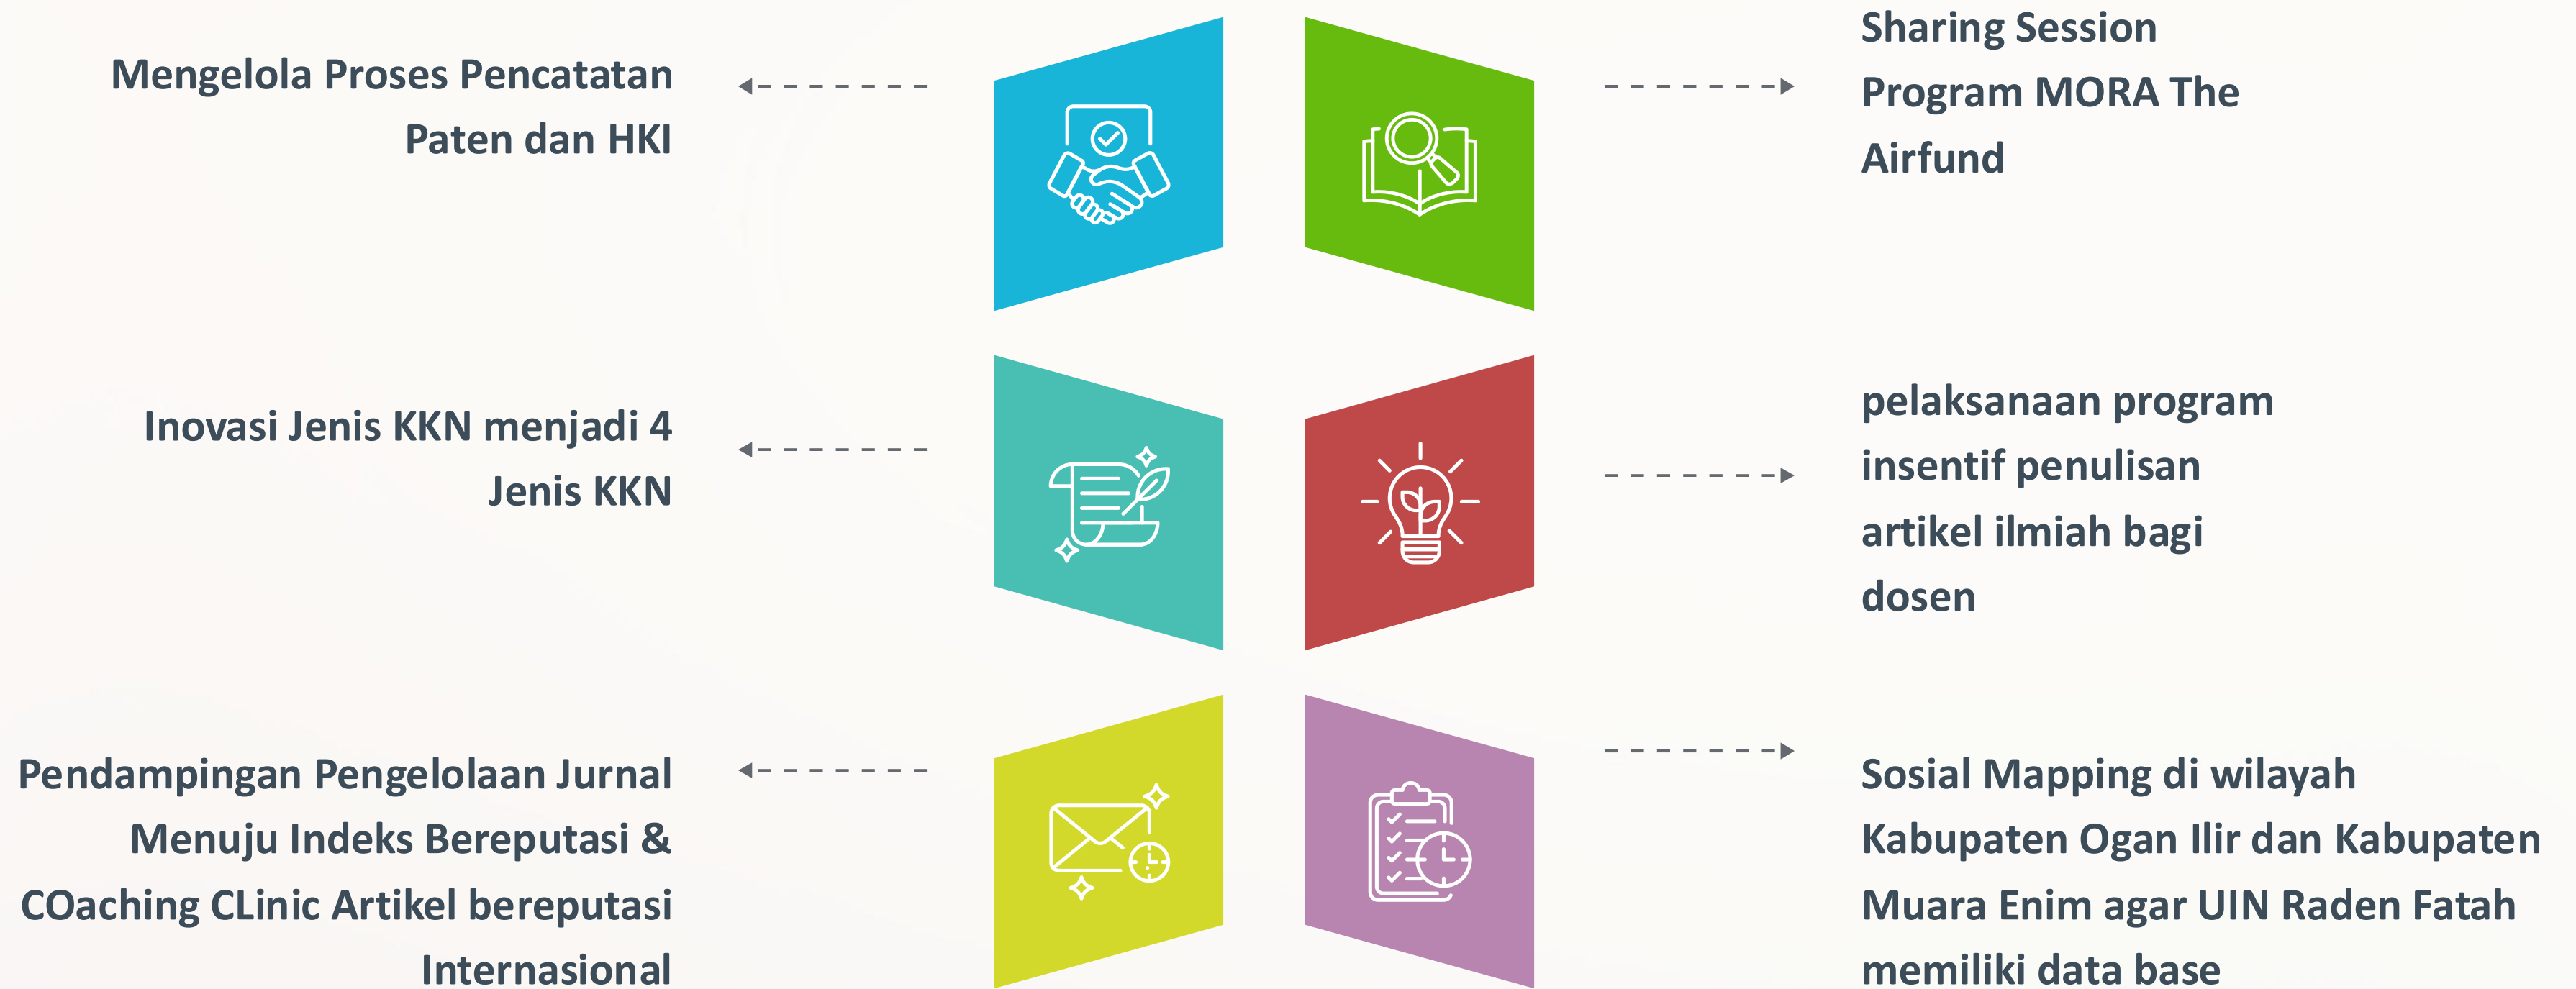 Mengelola Proses Pencatatan
Paten dan HKI
Sharing Session
Program MORA The
Airfund
Inovasi Jenis KKN menjadi 4
Jenis KKN
pelaksanaan program
insentif penulisan
artikel ilmiah bagi
dosen
Pendampingan Pengelolaan Jurnal
Menuju Indeks Bereputasi &
COaching CLinic Artikel bereputasi
Internasional
Sosial Mapping di wilayah
Kabupaten Ogan Ilir dan Kabupaten
Muara Enim agar UIN Raden Fatah
memiliki data base